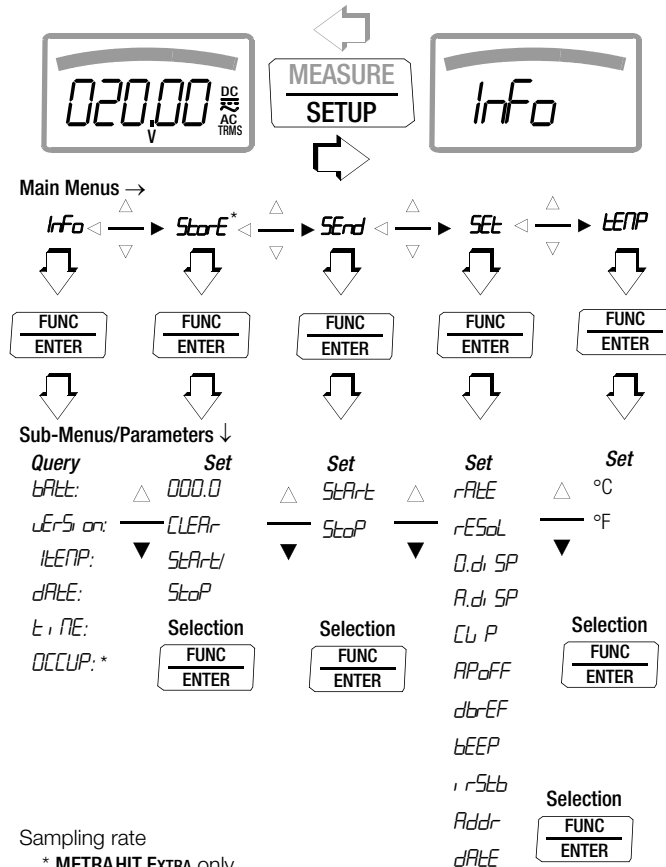 020.00 V DC AC TRMS
MEASURE
SETUP
InFo
Main Menus →
InFo StorE* SEnd SEt tEMP
FUNC FUNC FUNC FUNC FUNC
ENTER ENTER ENTER ENTER ENTER
Sub-Menus/Parameters ↓
Query Set Set Set Set
bAtt: 000.0 StArt rAtE °C
vErSion: CLEAr StoP rESoL °F
ItEMP: StArt/ 0.diSP
dAtE: StoP A.diSP
tiME: Selection Selection CLiP Selection
OCCUP: * FUNC FUNC APoFF FUNC
ENTER ENTER ENTER
dbrEF
bEEP
irStb
Selection
Addr FUNC
Sampling rate dAtE ENTER
* METRAHIT EXTRA only